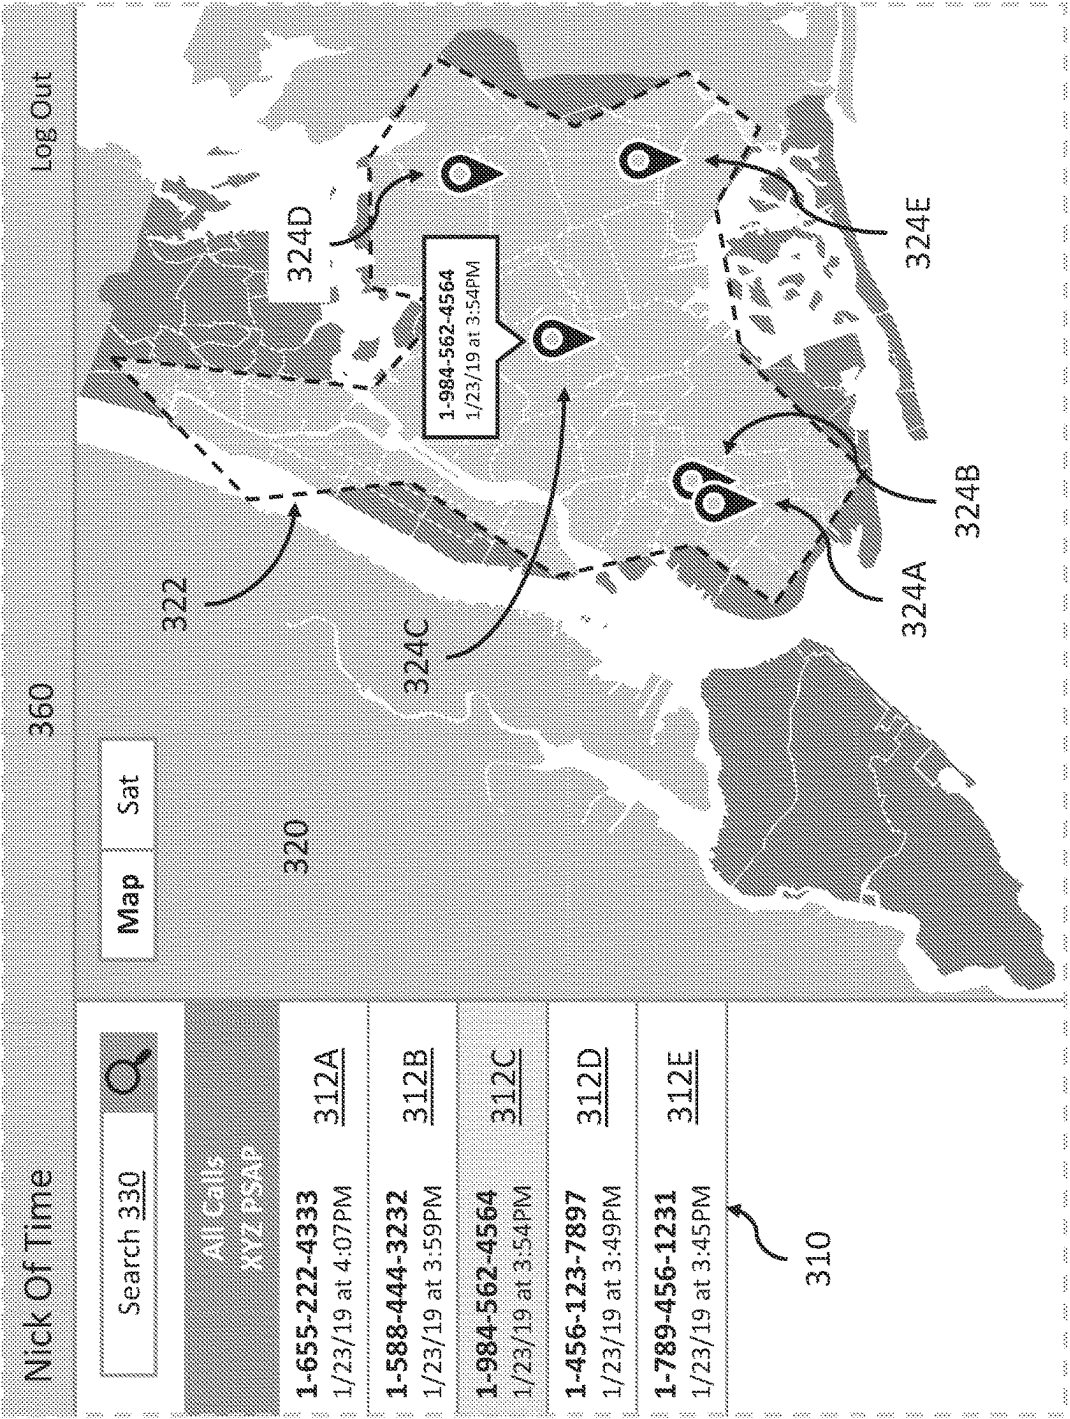 Nick Of Time
360
Log Out
Search 330
All Calls
XYZ PSAP
1-655-222-4333
1/23/19 at 4:07PM
312A
1-588-444-3232
1/23/19 at 3:59PM
312B
1-984-562-4564
1/23/19 at 3:54PM
312C
1-456-123-7897
1/23/19 at 3:49PM
312D
1-789-456-1231
1/23/19 at 3:45PM
312E
310
Map
Sat
320
322
324C
324D
1-984-562-4564
1/23/19 at 3:54PM
324A
324B
324E